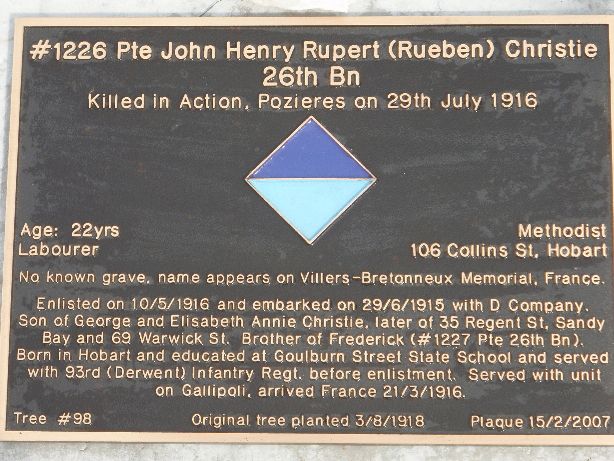 #1226 Pte John Henry Rupert (Rueben) Christie
26th Bn
Killed in Action, Pozieres on 29th July 1916
Age: 22yrs
Methodist
Labourer
106 Collins St, Hobart
No known grave, name appears on Villers-Bretonneux Memorial, France.
Enlisted on 10/5/1916 and embarked on 29/6/1915 with D Company.
Son of George and Elisabeth Annie Christie, later of 35 Regent St, Sandy
Bay and 69 Warwick St. Brother of Frederick (#1227 Pte 26th Bn).
Born in Hobart and educated at Goulburn Street State School and served
with 93rd (Derwent) Infantry Regt. before enlistment. Served with unit
on Gallipoli, arrived France 21/3/1916.
Tree #98
Original tree planted 3/8/1918
Plaque 15/2/2007